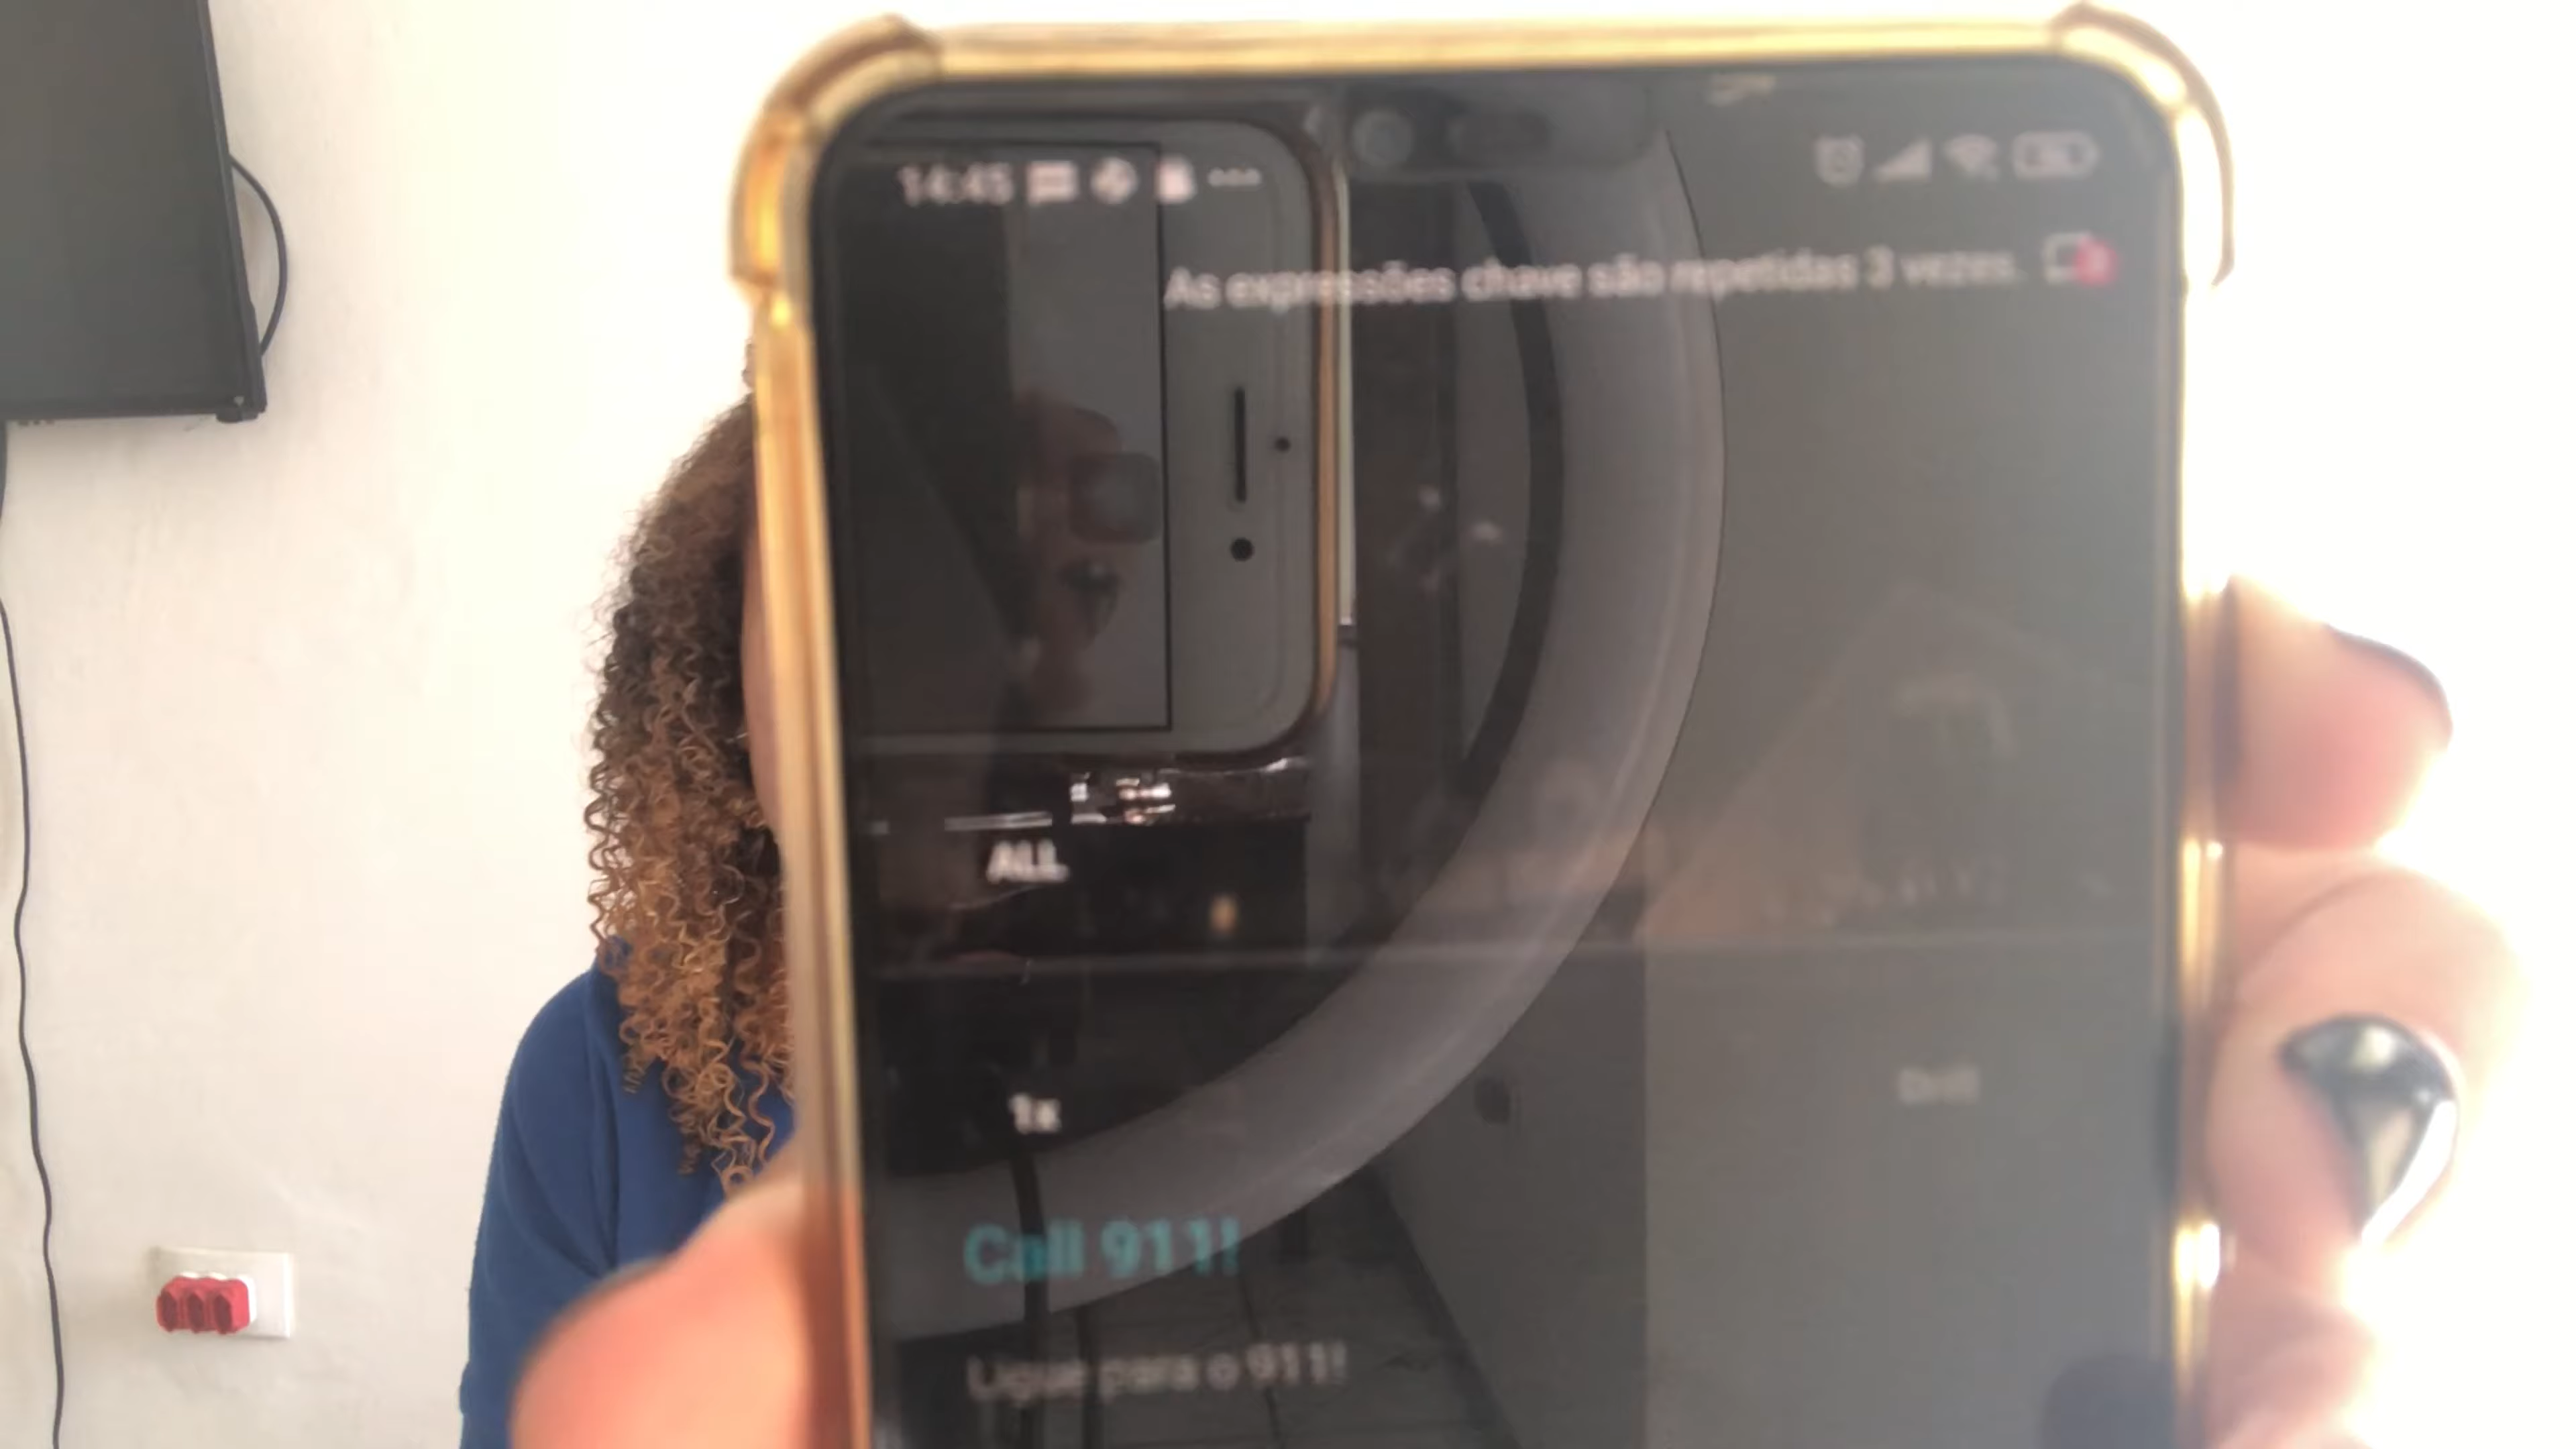 14:45
As expressões chave são repetidas 3 vezes.
ALL
1x
Call 911!
Ligue para o 911!